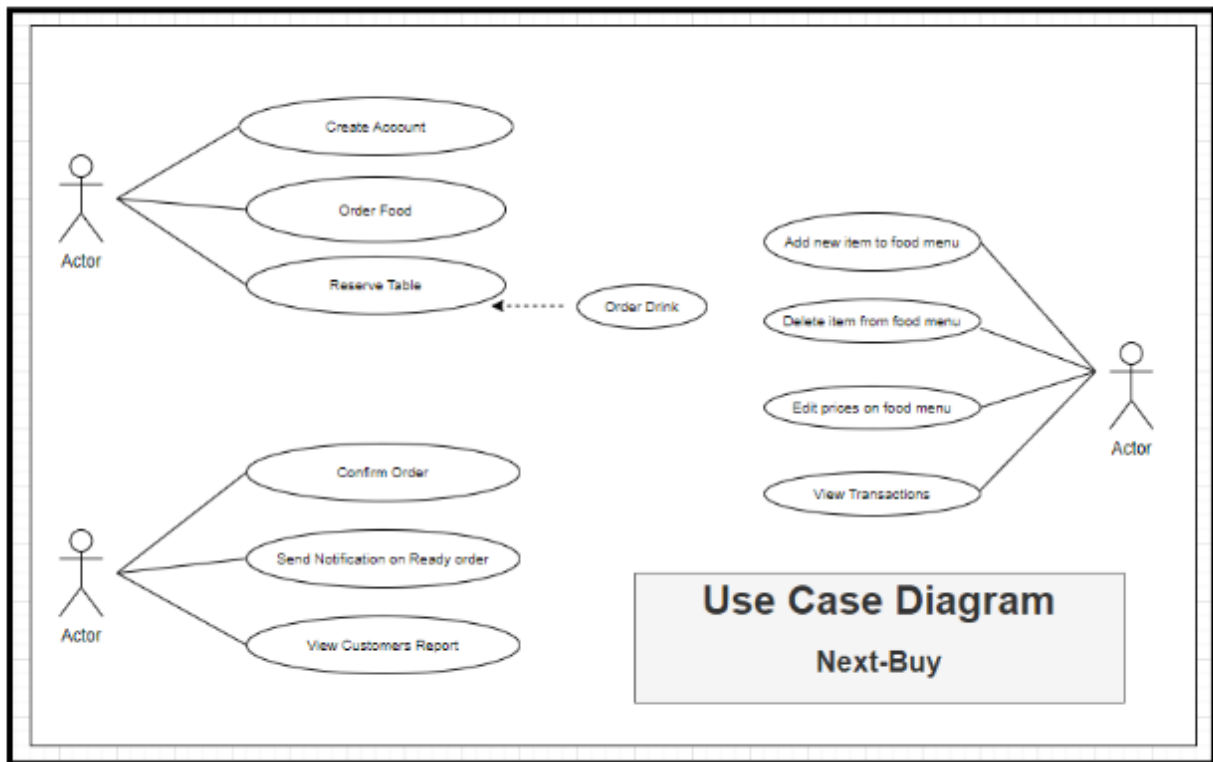 Create Account
Order Food
Actor
Reserve Table
Order Drink
Add new item to food menu
Delete item from food menu
Edit prices on food menu
Actor
View Transactions
Confirm Order
Send Notification on Ready order
Actor
View Customers Report
Use Case Diagram
Next-Buy